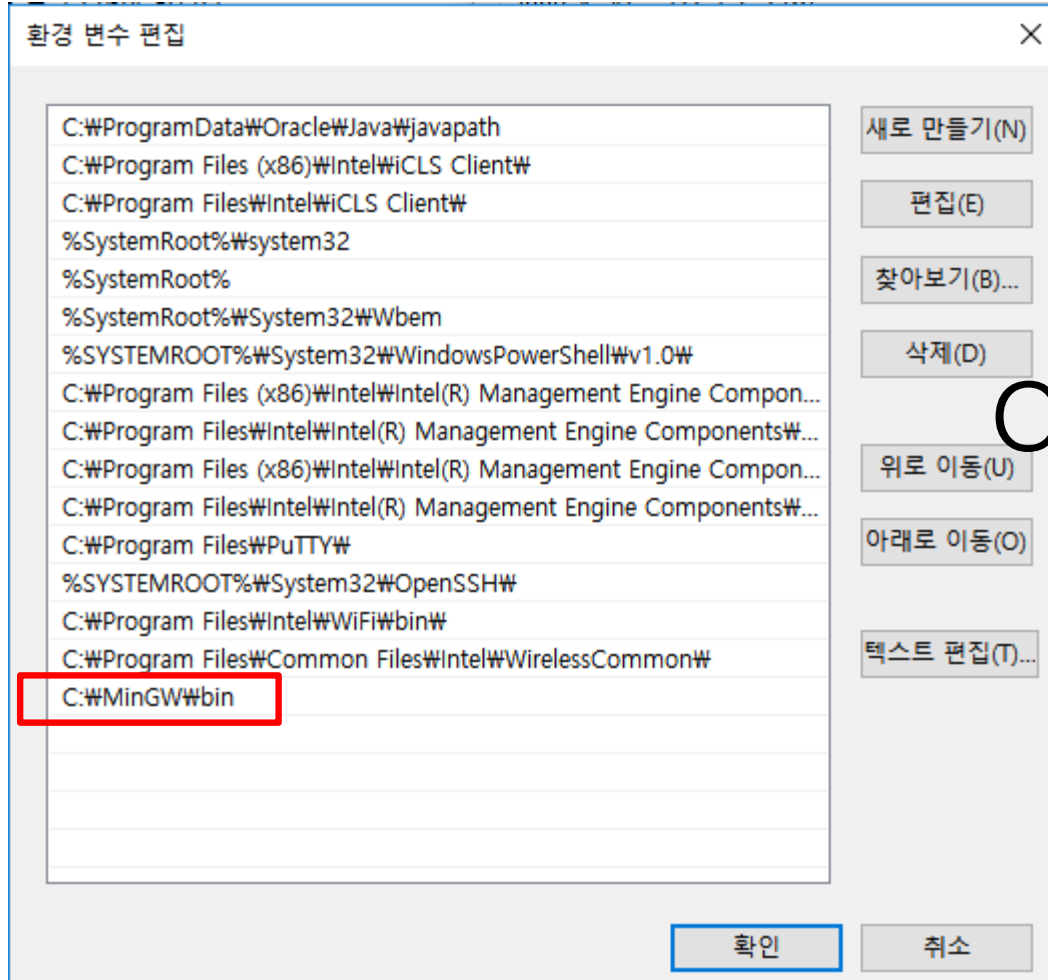 환경 변수 편집
C:₩ProgramData₩Oracle₩Java₩javapath
C:₩Program Files (x86)₩Intel₩iCLS Client₩
C:₩Program Files₩Intel₩iCLS Client₩
%SystemRoot%₩system32
%SystemRoot%
%SystemRoot%₩System32₩Wbem
%SYSTEMROOT%₩System32₩WindowsPowerShell₩v1.0₩
C:₩Program Files (x86)₩Intel₩Intel(R) Management Engine Compon...
C:₩Program Files₩Intel₩Intel(R) Management Engine Components₩...
C:₩Program Files (x86)₩Intel₩Intel(R) Management Engine Compon...
C:₩Program Files₩Intel₩Intel(R) Management Engine Components₩...
C:₩Program Files₩PuTTY₩
%SYSTEMROOT%₩System32₩OpenSSH₩
C:₩Program Files₩Intel₩WiFi₩bin₩
C:₩Program Files₩Common Files₩Intel₩WirelessCommon₩
C:₩MinGW₩bin
새로 만들기(N)
편집(E)
찾아보기(B)...
삭제(D)
위로 이동(U)
아래로 이동(O)
텍스트 편집(T)...
확인
취소